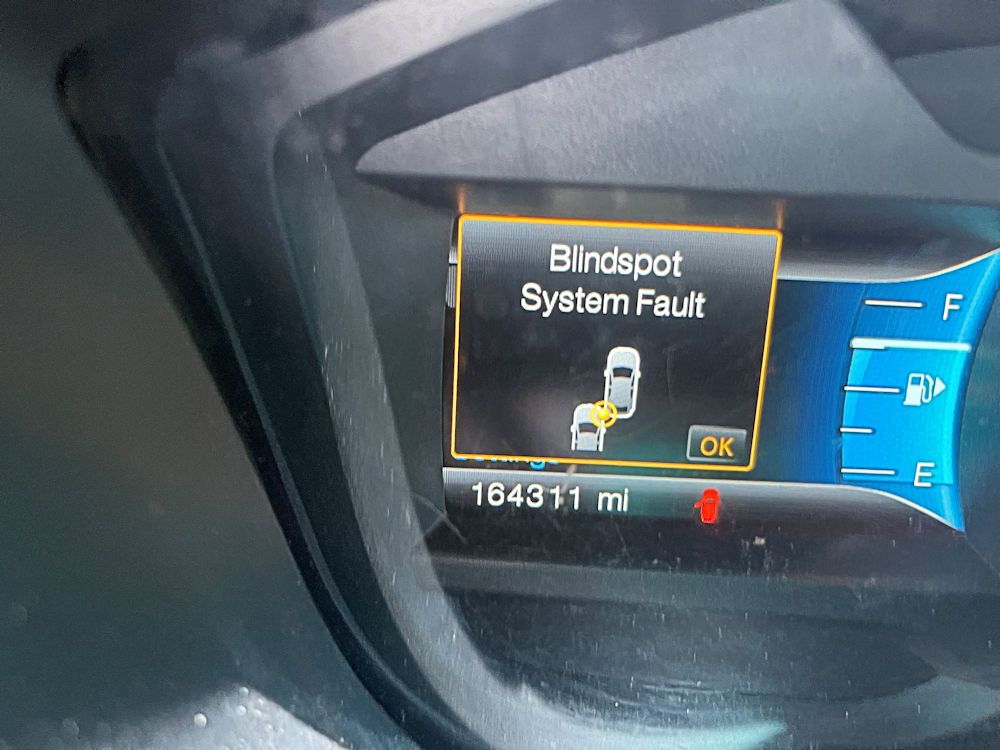 Blindspot
System Fault
OK
F
E
164311 mi